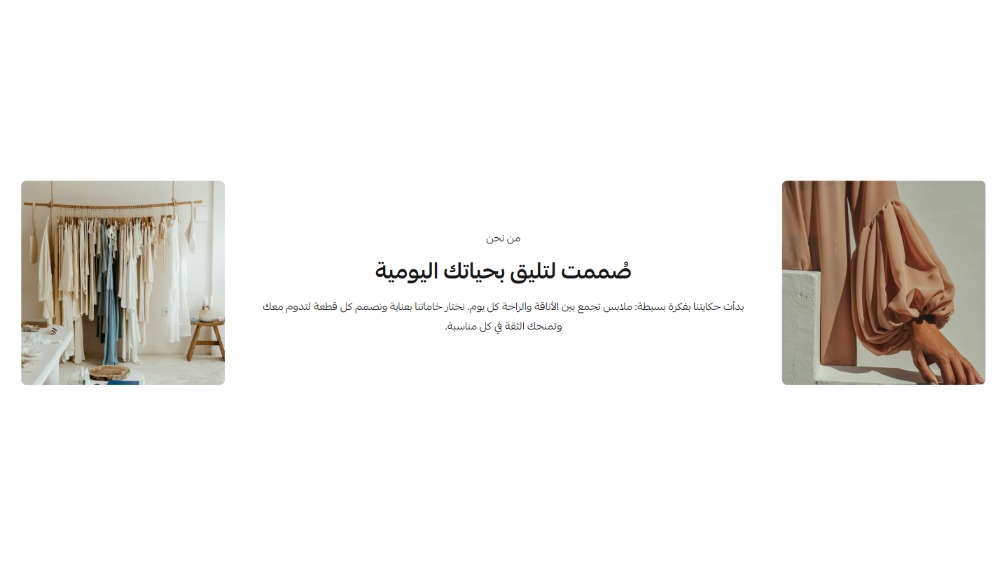 من نحن
صُممت لتليق بحياتك اليومية
بدأت حكايتنا بفكرة بسيطة: ملابس تجمع بين الأناقة والراحة كل يوم. نختار خاماتنا بعناية ونصمم كل قطعة لتدوم معك
وتمنحك الثقة في كل مناسبة.